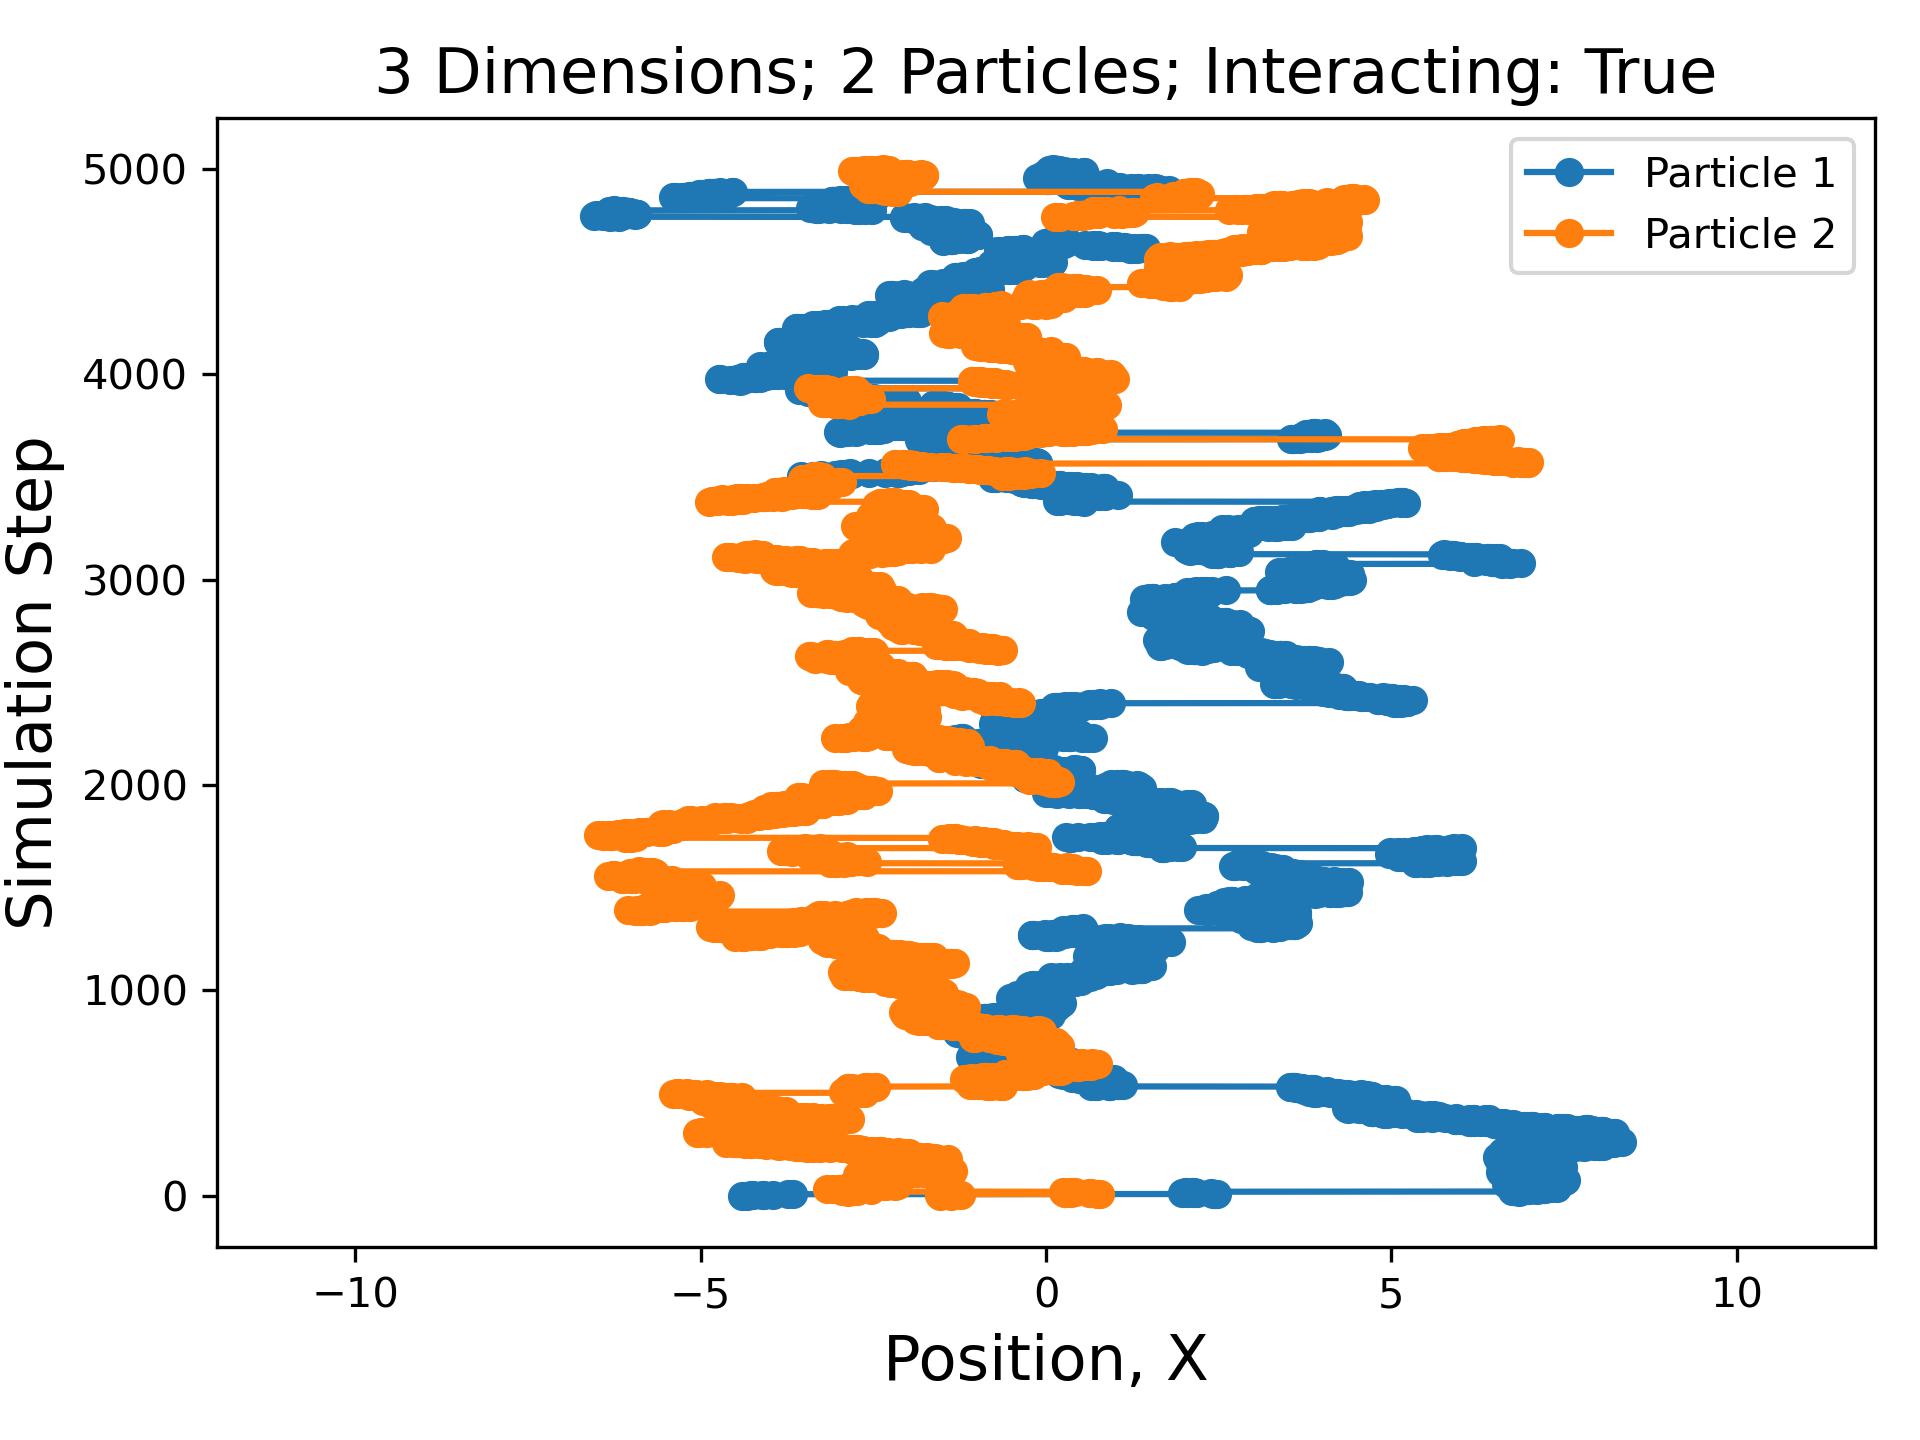 3 Dimensions; 2 Particles; Interacting: True
Particle 1
Particle 2
Simulation Step
5000
4000
3000
2000
1000
0
−10
−5
0
5
10
Position, X